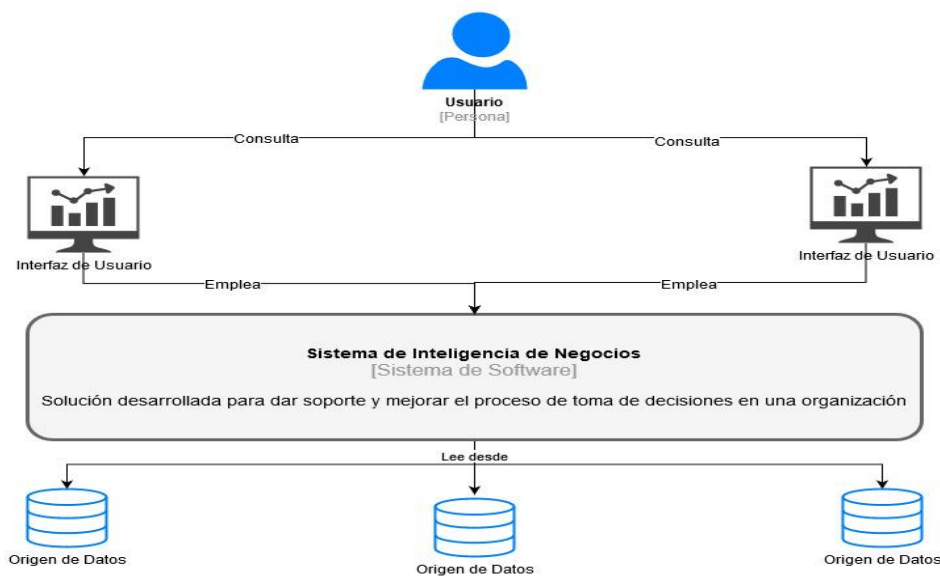 Usuario
[Persona]
Consulta
Consulta
Interfaz de Usuario
Interfaz de Usuario
Emplea
Emplea
Sistema de Inteligencia de Negocios
[Sistema de Software]
Solución desarrollada para dar soporte y mejorar el proceso de toma de decisiones en una organización
Lee desde
Origen de Datos
Origen de Datos
Origen de Datos